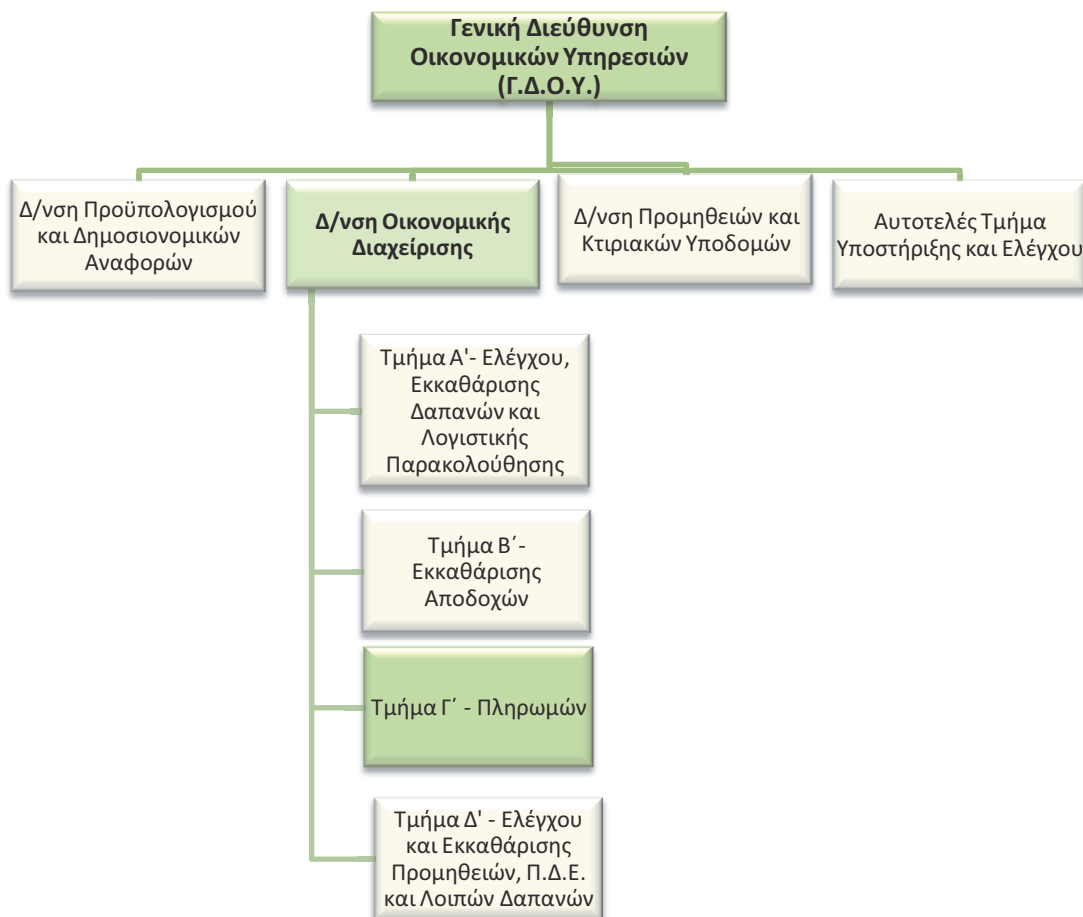 Γενική Διεύθυνση
Οικονομικών Υπηρεσιών
(Γ.Δ.Ο.Υ.)
Δ/νση Προϋπολογισμού
και Δημοσιονομικών
Αναφορών
Δ/νση Οικονομικής
Διαχείρισης
Δ/νση Προμηθειών και
Κτιριακών Υποδομών
Αυτοτελές Τμήμα
Υποστήριξης και Ελέγχου
Τμήμα Α'- Ελέγχου,
Εκκαθάρισης
Δαπανών και
Λογιστικής
Παρακολούθησης
Τμήμα Β΄-
Εκκαθάρισης
Αποδοχών
Τμήμα Γ΄ - Πληρωμών
Τμήμα Δ' - Ελέγχου
και Εκκαθάρισης
Προμηθειών, Π.Δ.Ε.
και Λοιπών Δαπανών